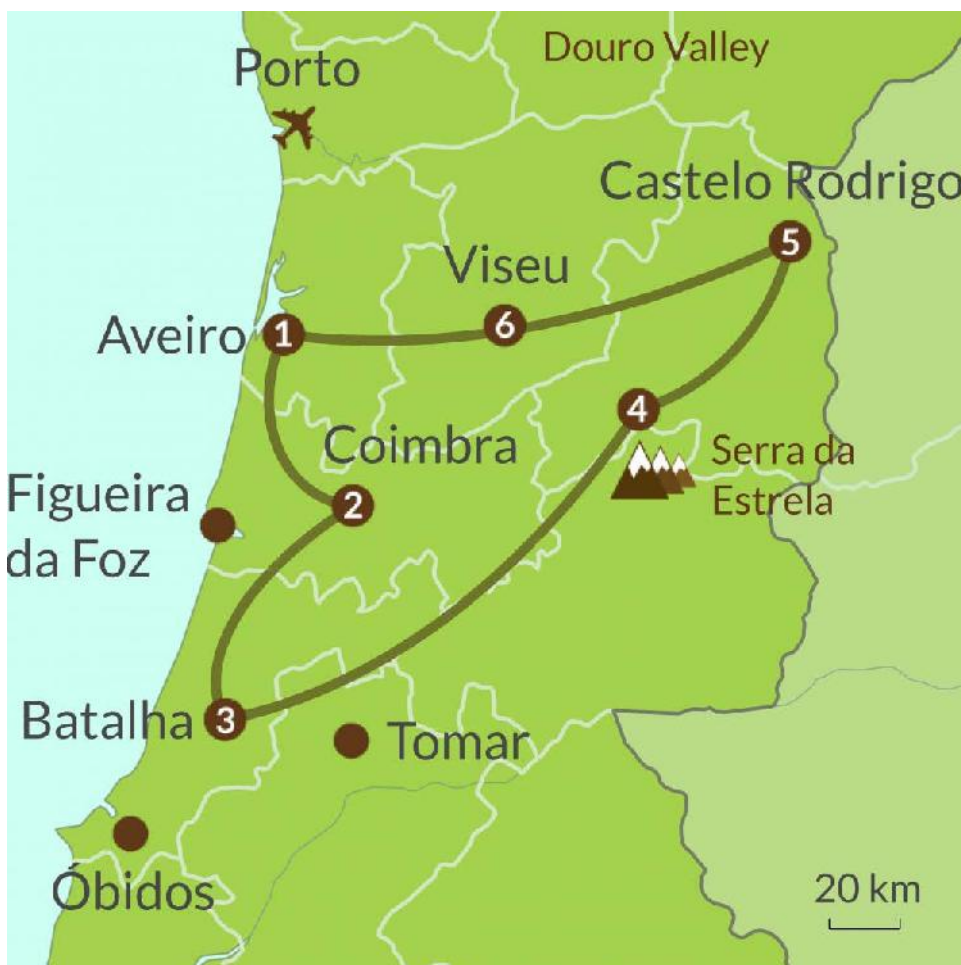 Douro Valley
Porto
Castelo Rodrigo
5
Viseu
6
Aveiro
1
4
Coimbra
Serra da
Estrela
2
Figueira
da Foz
Batalha
3
Tomar
Óbidos
20 km